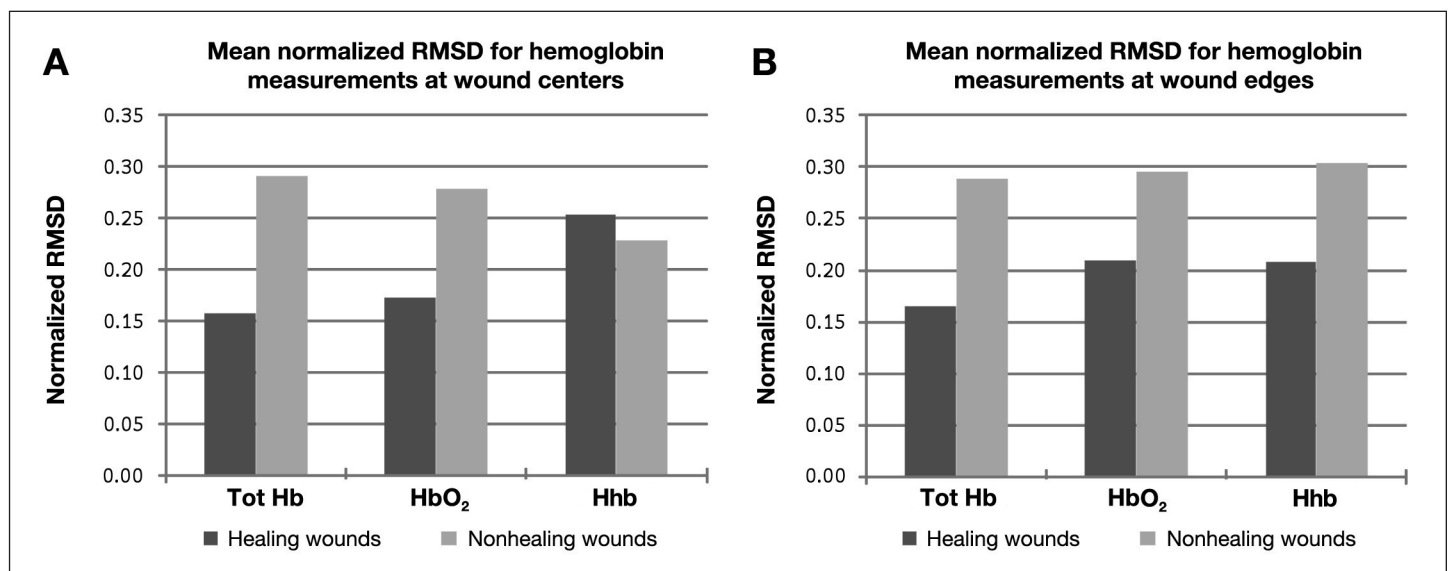 A
Mean normalized RMSD for hemoglobin
measurements at wound centers
Normalized RMSD
0.35
0.30
0.25
0.20
0.15
0.10
0.05
0.00
Tot Hb
HbO₂
Hhb
Healing wounds
Nonhealing wounds
B
Mean normalized RMSD for hemoglobin
measurements at wound edges
Normalized RMSD
0.35
0.30
0.25
0.20
0.15
0.10
0.05
0.00
Tot Hb
HbO₂
Hhb
Healing wounds
Nonhealing wounds